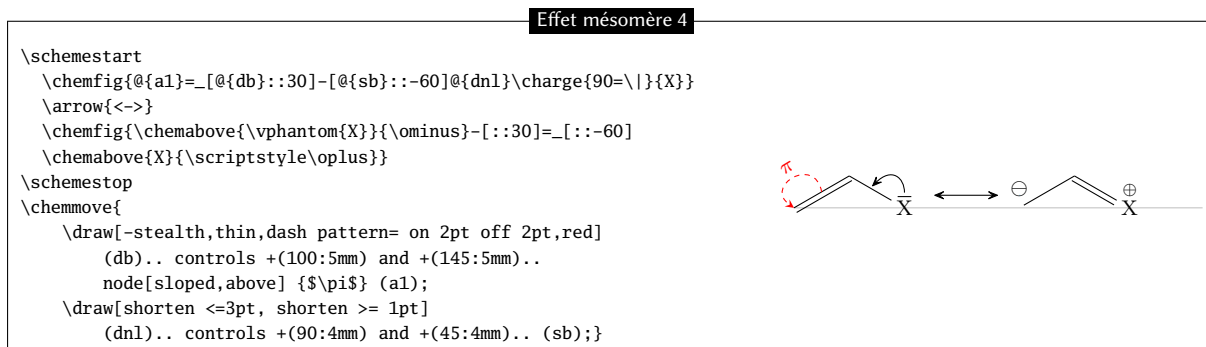 Effet mésomère 4
\schemestart
\chemfig{@{a1}=_[@{db}::30]-[@{sb}::-60]@{dnl}\charge{90=\|}{X}}
\arrow{<->}
\chemfig{\chemabove{\vphantom{X}}{\ominus}-[::30]=_[::-60]
\chemabove{X}{\scriptstyle\oplus}}
\schemestop
\chemmove{
\draw[-stealth,thin,dash pattern= on 2pt off 2pt,red]
(db).. controls +(100:5mm) and +(145:5mm)..
node[sloped,above] {$\pi$} (a1);
\draw[shorten <=3pt, shorten >= 1pt]
(dnl).. controls +(90:4mm) and +(45:4mm).. (sb);}
π
X ⊖ ⊕ X